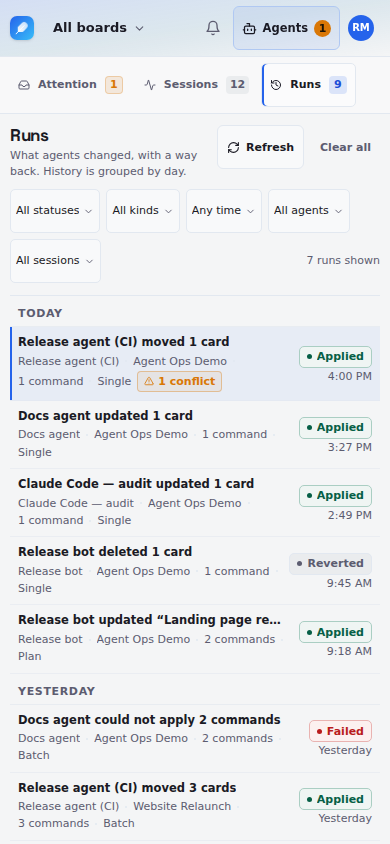 All boards
Agents 1
RM
Attention 1
Sessions 12
Runs 9
Runs
What agents changed, with a way
back. History is grouped by day.
Refresh
Clear all
All statuses
All kinds
Any time
All agents
All sessions
7 runs shown
TODAY
Release agent (CI) moved 1 card
Release agent (CI) Agent Ops Demo
1 command Single 1 conflict
Applied
4:00 PM
Docs agent updated 1 card
Docs agent · Agent Ops Demo · 1 command ·
Single
Applied
3:27 PM
Claude Code — audit updated 1 card
Claude Code — audit · Agent Ops Demo ·
1 command · Single
Applied
2:49 PM
Release bot deleted 1 card
Release bot · Agent Ops Demo · 1 command ·
Single
Reverted
9:45 AM
Release bot updated “Landing page re…
Release bot · Agent Ops Demo · 2 commands ·
Plan
Applied
9:18 AM
YESTERDAY
Docs agent could not apply 2 commands
Docs agent · Agent Ops Demo · 2 commands ·
Batch
Failed
Yesterday
Release agent (CI) moved 3 cards
Release agent (CI) · Website Relaunch ·
3 commands · Batch
Applied
Yesterday